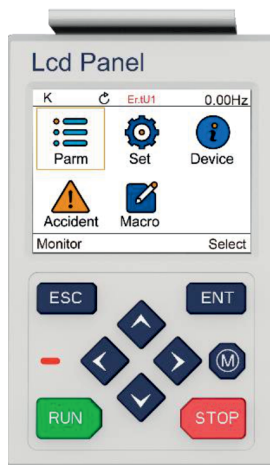 Lcd Panel
K Er.tU1 0.00Hz
Parm Set Device
Accident Macro
Monitor Select
ESC ENT
M
RUN STOP